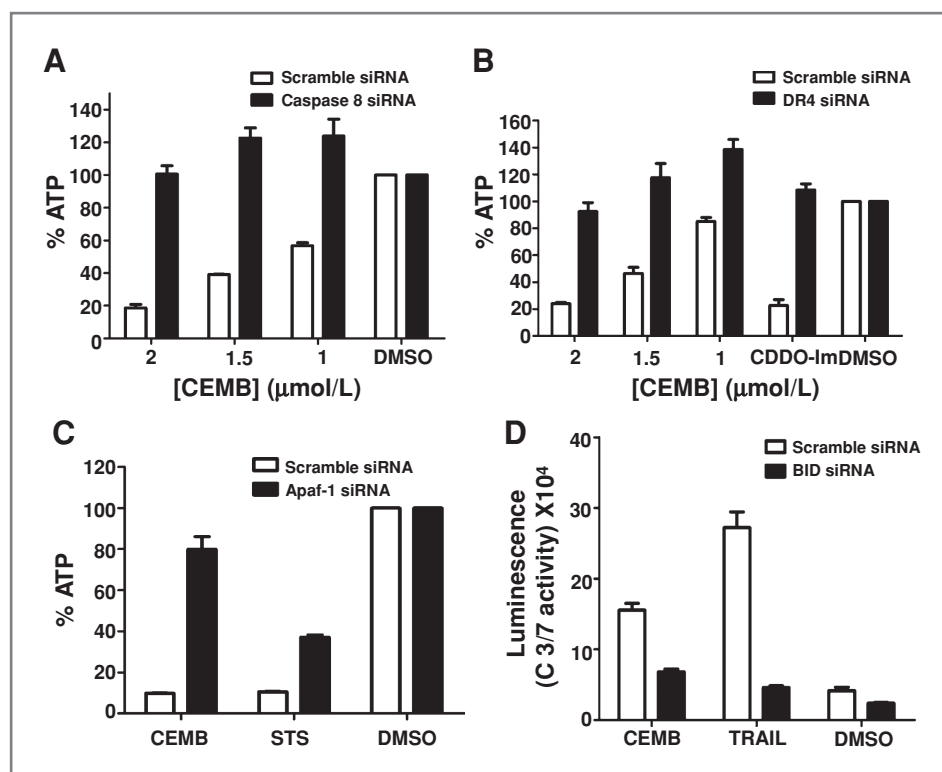 A
Scramble siRNA
Caspase 8 siRNA
140
120
100
80
60
40
20
0
% ATP
2 1.5 1 DMSO
[CEMB] (μmol/L)
B
Scramble siRNA
DR4 siRNA
160
140
120
100
80
60
40
20
0
% ATP
2 1.5 1 CDDO-Im DMSO
[CEMB] (μmol/L)
C
Scramble siRNA
Apaf-1 siRNA
120
100
80
60
40
20
0
% ATP
CEMB STS DMSO
D
Scramble siRNA
BID siRNA
40
30
20
10
0
Luminescence
(C 3/7 activity) X10⁴
CEMB TRAIL DMSO